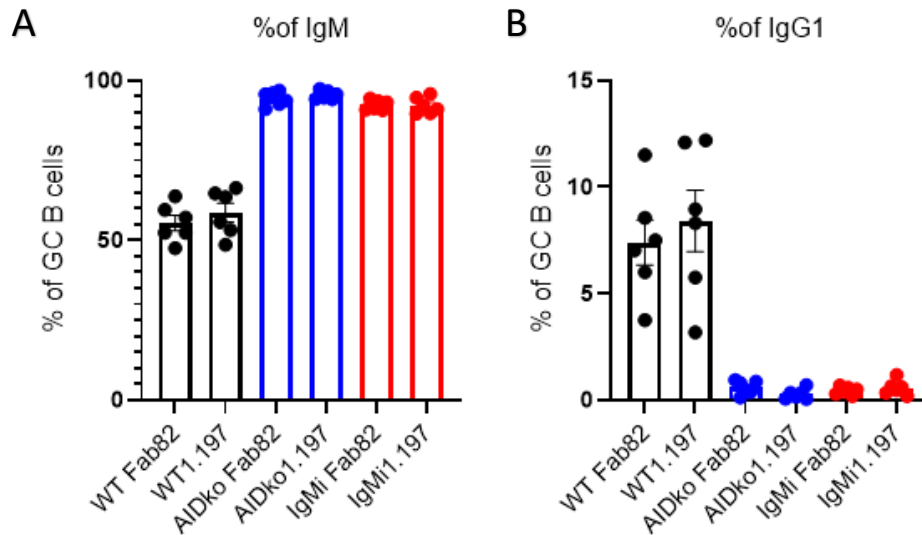 A
%of IgM
% of GC B cells
100
50
0
WT Fab82
WT1.197
AIDko Fab82
AIDko1.197
IgMi Fab82
IgMi1.197
B
%of IgG1
% of GC B cells
15
10
5
0
WT Fab82
WT1.197
AIDko Fab82
AIDko1.197
IgMi Fab82
IgMi1.197